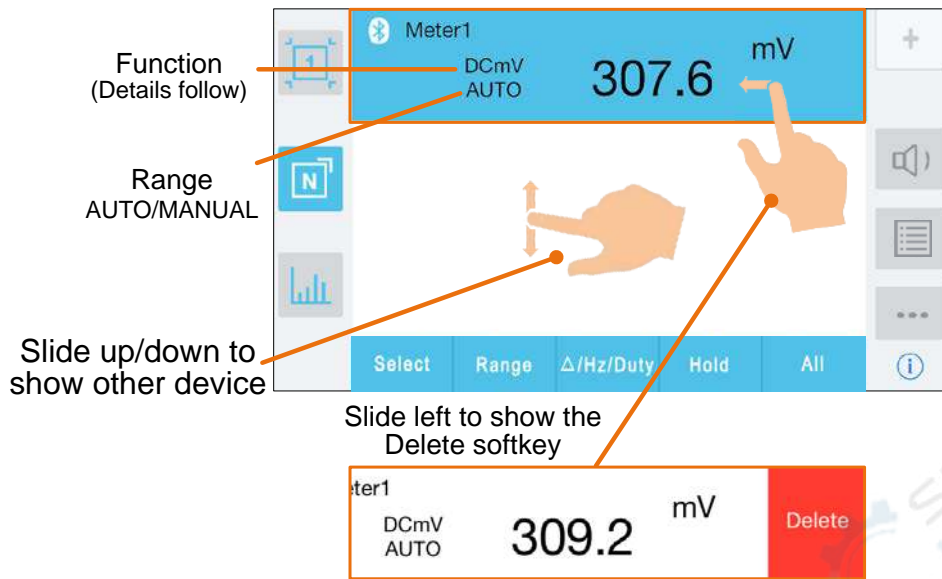 Meter1
mV
Function
(Details follow)
DCmV
AUTO
307.6
1
Range
AUTO/MANUAL
N
Slide up/down to
show other device
Select Range Δ/Hz/Duty Hold All
Slide left to show the
Delete softkey
eter1
mV
DCmV
AUTO
309.2
Delete